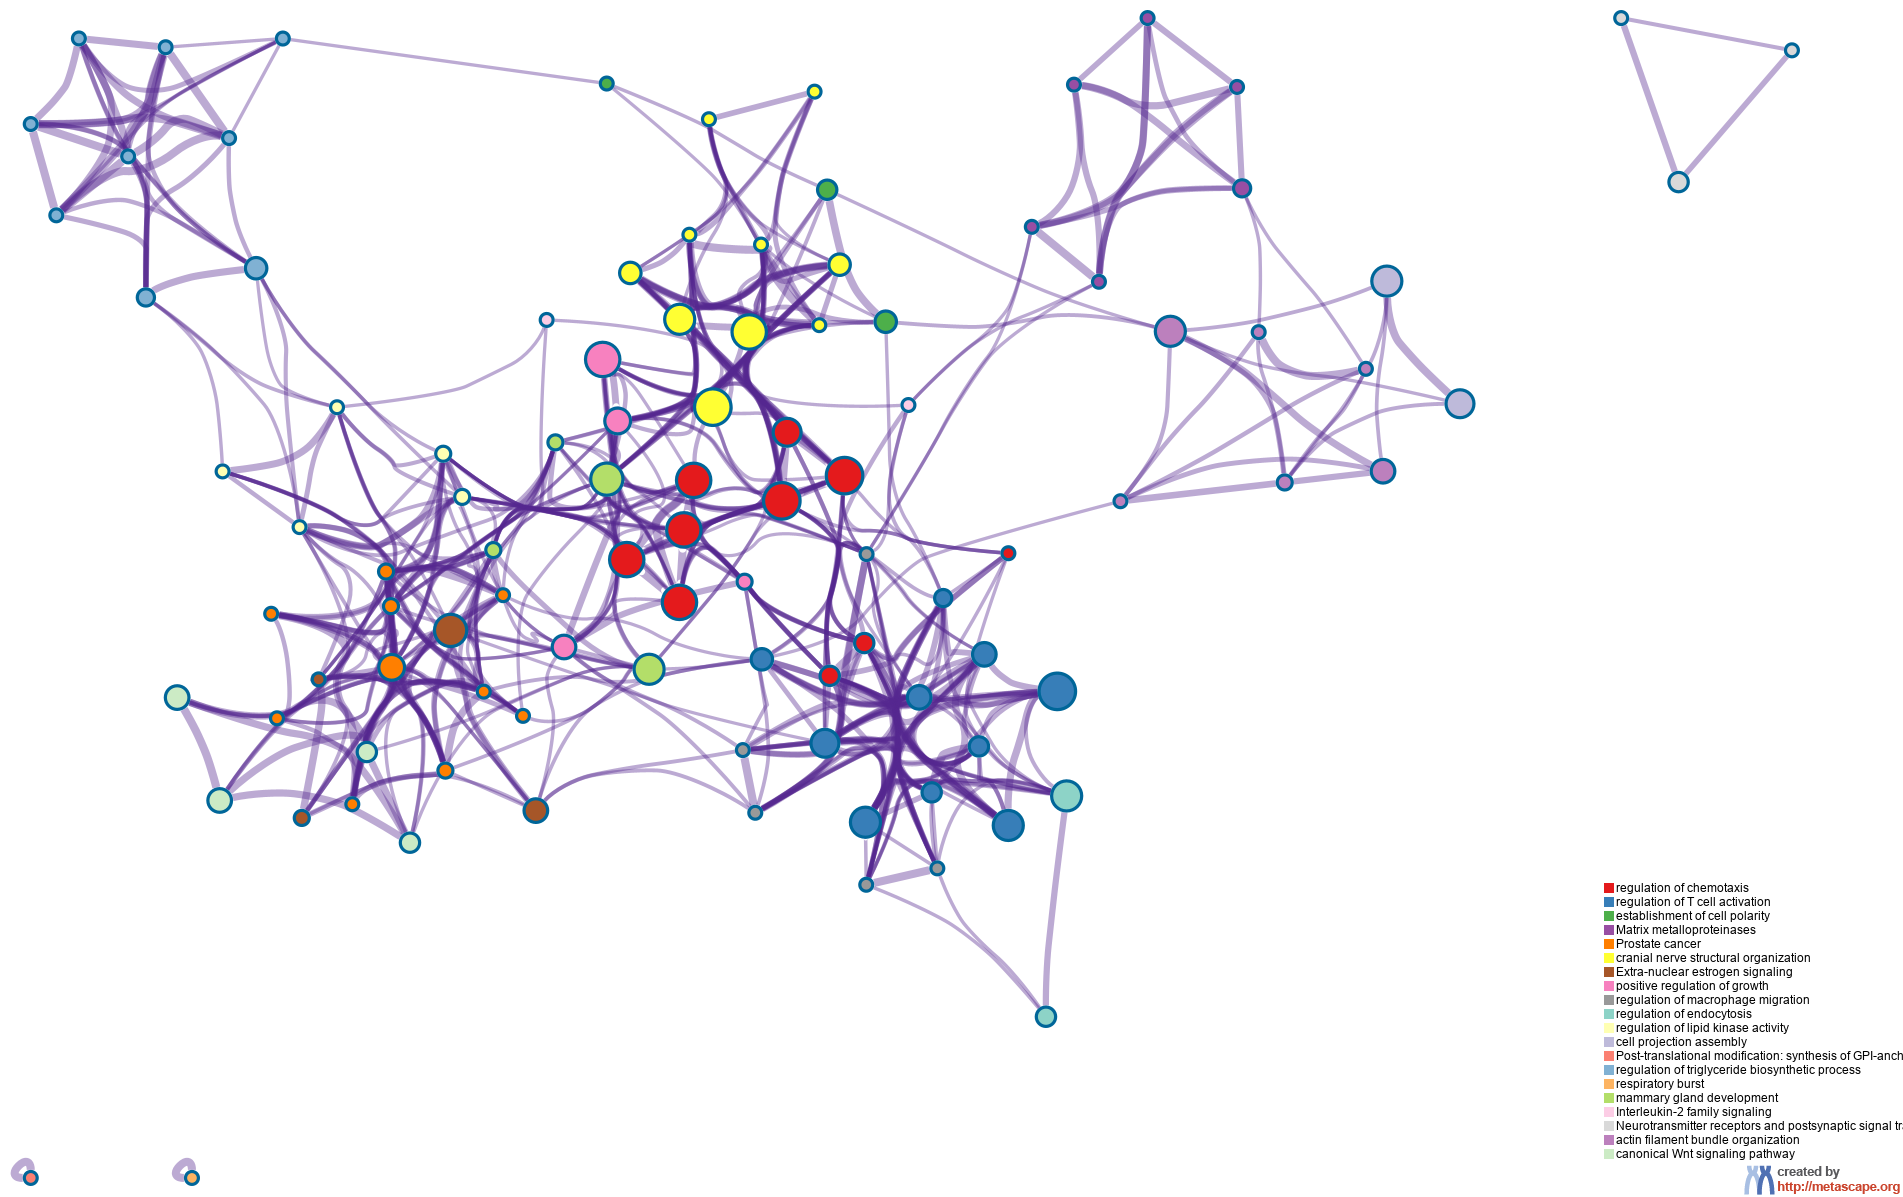 regulation of chemotaxis
regulation of T cell activation
establishment of cell polarity
Matrix metalloproteinases
Prostate cancer
cranial nerve structural organization
Extra-nuclear estrogen signaling
positive regulation of growth
regulation of macrophage migration
regulation of endocytosis
regulation of lipid kinase activity
cell projection assembly
Post-translational modification: synthesis of GPI-anch
regulation of triglyceride biosynthetic process
respiratory burst
mammary gland development
Interleukin-2 family signaling
Neurotransmitter receptors and postsynaptic signal tr
actin filament bundle organization
canonical Wnt signaling pathway
created by
http://metascape.org